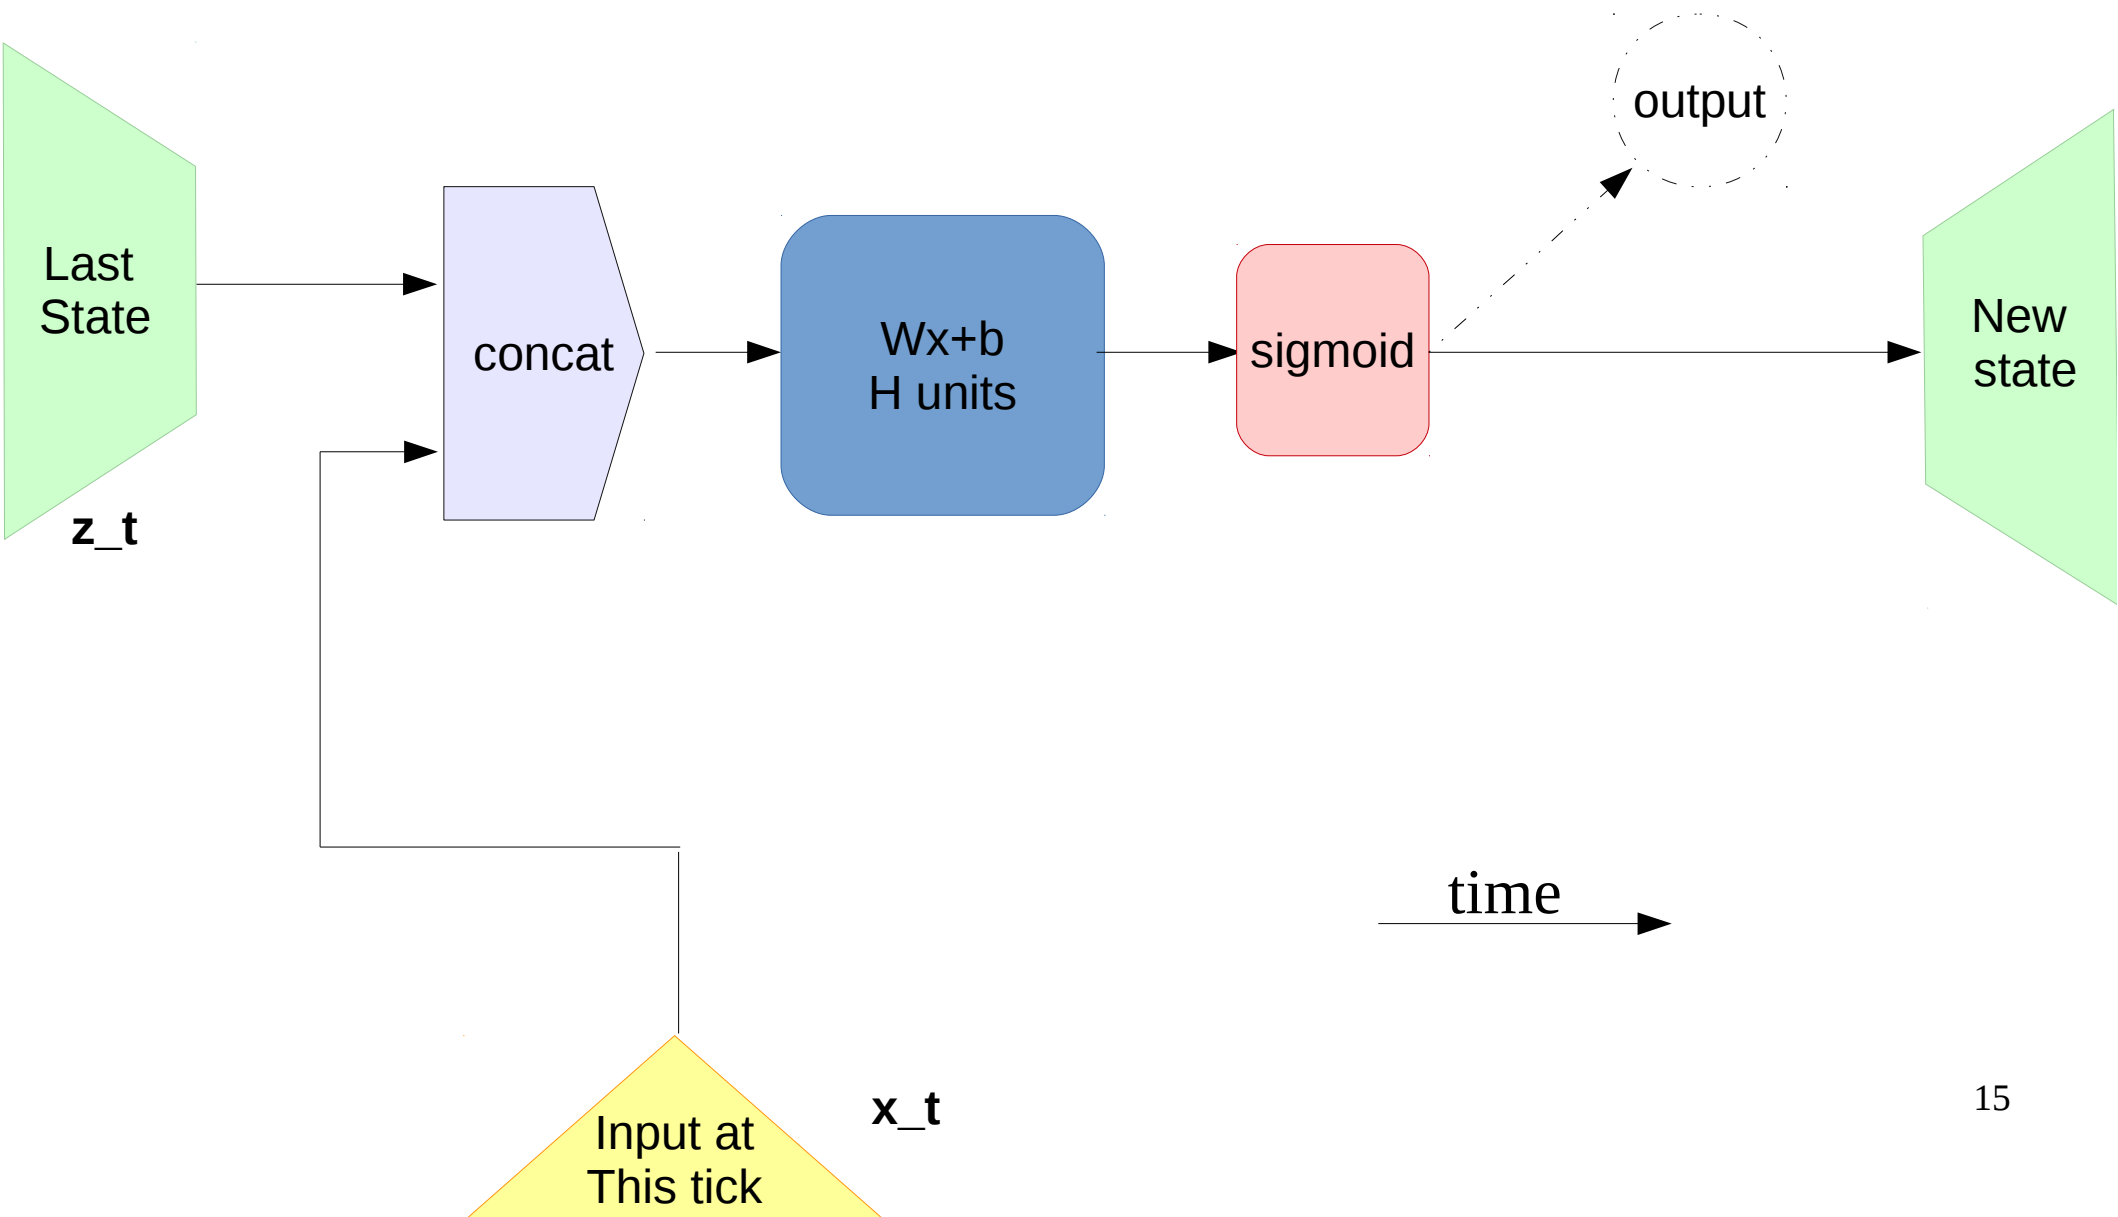 output
Last
State
concat
Wx+b
H units
sigmoid
New
state
z_t
time
x_t
Input at
This tick
15